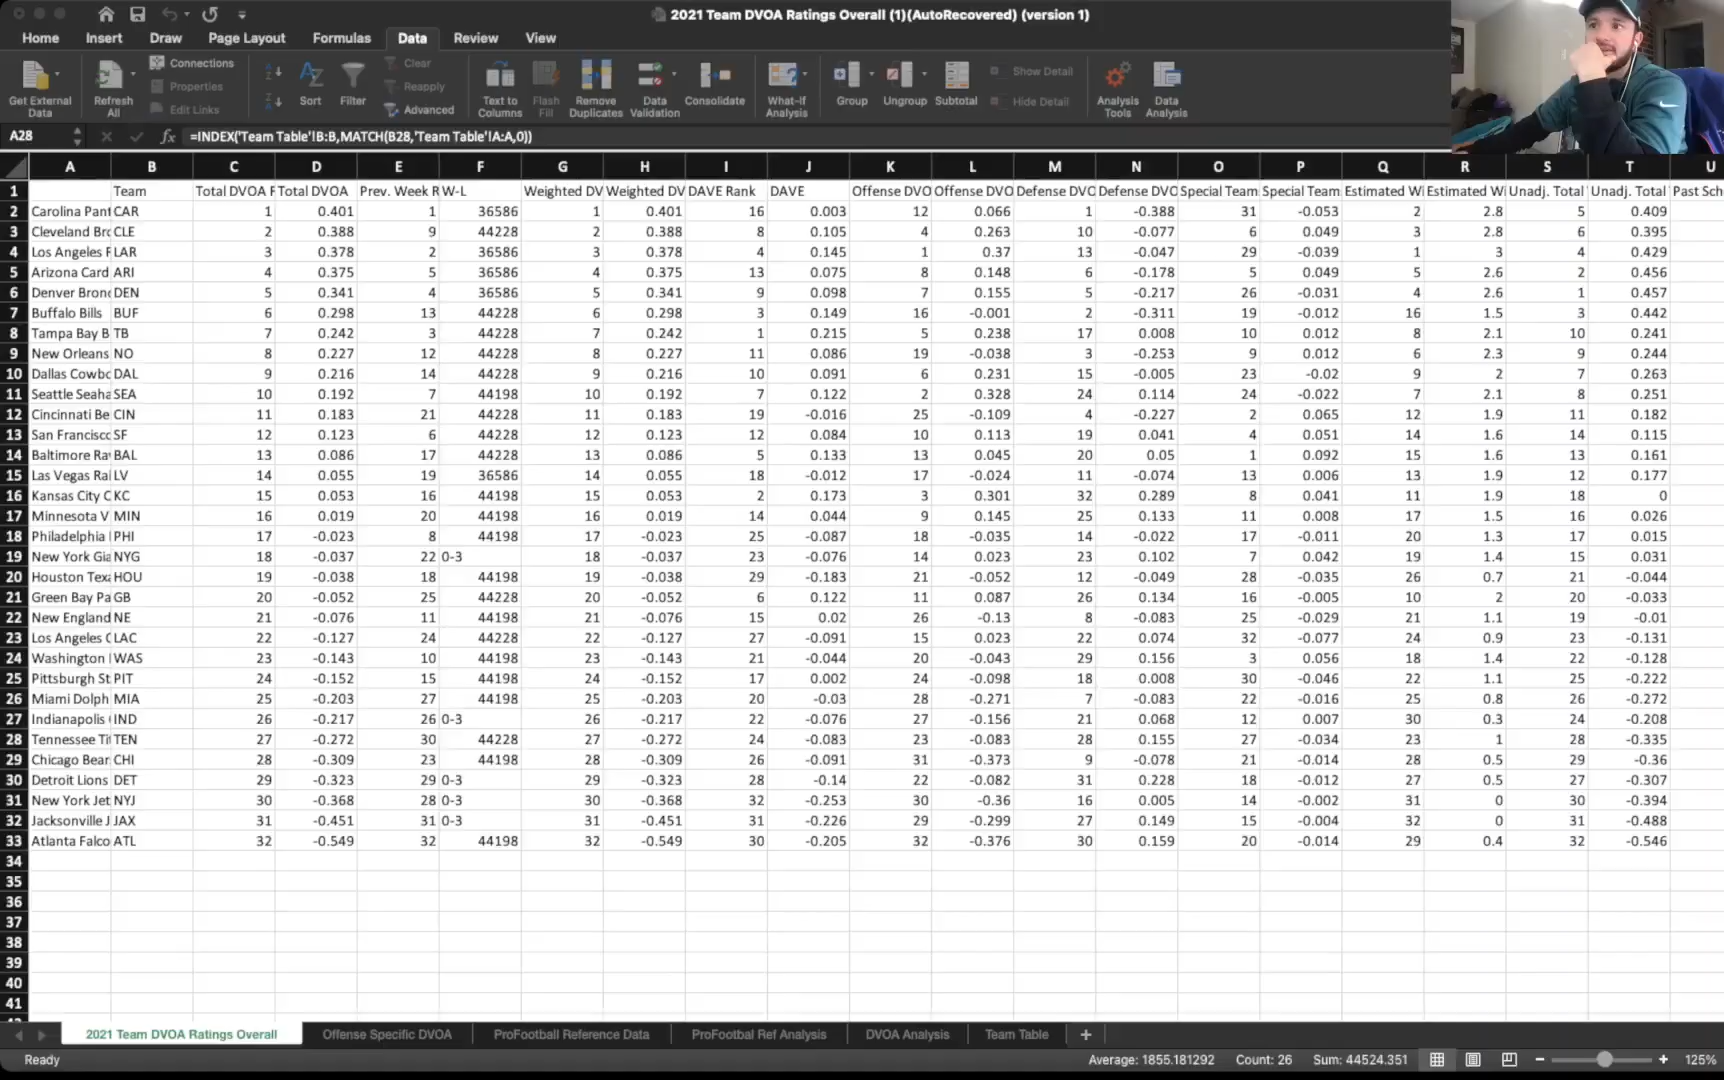 2021 Team DVOA Ratings Overall (1)(AutoRecovered) (version 1)
Home Insert Draw Page Layout Formulas Data Review View
Get External Data
Refresh All
Connections
Properties
Edit Links
Sort
Filter
Clear
Reapply
Advanced
Text to Columns
Flash Fill
Remove Duplicates
Data Validation
Consolidate
What-If Analysis
Group
Ungroup
Subtotal
Show Detail
Hide Detail
Analysis Tools
Data Analysis
A28 fx =INDEX('Team Table'!B:B,MATCH(B28,'Team Table'!A:A,0))
A B C D E F G H I J K L M N O P Q R S T U
1 Team Total DVOA R Total DVOA Prev. Week R W-L Weighted DV Weighted DV DAVE Rank DAVE Offense DVO Offense DVO Defense DVO Defense DVO Special Team Special Team Estimated Wi Estimated Wi Unadj. Total Unadj. Total Past Sch
2 Carolina Pant CAR 1 0.401 1 36586 1 0.401 16 0.003 12 0.066 1 -0.388 31 -0.053 2 2.8 5 0.409
3 Cleveland Bro CLE 2 0.388 9 44228 2 0.388 8 0.105 4 0.263 10 -0.077 6 0.049 3 2.8 6 0.395
4 Los Angeles R LAR 3 0.378 2 36586 3 0.378 4 0.145 1 0.37 13 -0.047 29 -0.039 1 3 4 0.429
5 Arizona Card ARI 4 0.375 5 36586 4 0.375 13 0.075 8 0.148 6 -0.178 5 0.049 5 2.6 2 0.456
6 Denver Bronc DEN 5 0.341 4 36586 5 0.341 9 0.098 7 0.155 5 -0.217 26 -0.031 4 2.6 1 0.457
7 Buffalo Bills BUF 6 0.298 13 44228 6 0.298 3 0.149 16 -0.001 2 -0.311 19 -0.012 16 1.5 3 0.442
8 Tampa Bay B TB 7 0.242 3 44228 7 0.242 1 0.215 5 0.238 17 0.008 10 0.012 8 2.1 10 0.241
9 New Orleans NO 8 0.227 12 44228 8 0.227 11 0.086 19 -0.038 3 -0.253 9 0.012 6 2.3 9 0.244
10 Dallas Cowbo DAL 9 0.216 14 44228 9 0.216 10 0.091 6 0.231 15 -0.005 23 -0.02 9 2 7 0.263
11 Seattle Seaha SEA 10 0.192 7 44198 10 0.192 7 0.122 2 0.328 24 0.114 24 -0.022 7 2.1 8 0.251
12 Cincinnati Be CIN 11 0.183 21 44228 11 0.183 19 -0.016 25 -0.109 4 -0.227 2 0.065 12 1.9 11 0.182
13 San Francisco SF 12 0.123 6 44228 12 0.123 12 0.084 10 0.113 19 0.041 4 0.051 14 1.6 14 0.115
14 Baltimore Ra BAL 13 0.086 17 44228 13 0.086 5 0.133 13 0.045 20 0.05 1 0.092 15 1.6 13 0.161
15 Las Vegas Rai LV 14 0.055 19 36586 14 0.055 18 -0.012 17 -0.024 11 -0.074 13 0.006 13 1.9 12 0.177
16 Kansas City C KC 15 0.053 16 44198 15 0.053 2 0.173 3 0.301 32 0.289 8 0.041 11 1.9 18 0
17 Minnesota V MIN 16 0.019 20 44198 16 0.019 14 0.044 9 0.145 25 0.133 11 0.008 17 1.5 16 0.026
18 Philadelphia PHI 17 -0.023 8 44198 17 -0.023 25 -0.087 18 -0.035 14 -0.022 17 -0.011 20 1.3 17 0.015
19 New York Gia NYG 18 -0.037 22 0-3 18 -0.037 23 -0.076 14 0.023 23 0.102 7 0.042 19 1.4 15 0.031
20 Houston Texa HOU 19 -0.038 18 44198 19 -0.038 29 -0.183 21 -0.052 12 -0.049 28 -0.035 26 0.7 21 -0.044
21 Green Bay Pa GB 20 -0.052 25 44228 20 -0.052 6 0.122 11 0.087 26 0.134 16 -0.005 10 2 20 -0.033
22 New England NE 21 -0.076 11 44198 21 -0.076 15 0.02 26 -0.13 8 -0.083 25 -0.029 21 1.1 19 -0.01
23 Los Angeles C LAC 22 -0.127 24 44228 22 -0.127 27 -0.091 15 0.023 22 0.074 32 -0.077 24 0.9 23 -0.131
24 Washington WAS 23 -0.143 10 44198 23 -0.143 21 -0.044 20 -0.043 29 0.156 3 0.056 18 1.4 22 -0.128
25 Pittsburgh St PIT 24 -0.152 15 44198 24 -0.152 17 0.002 24 -0.098 18 0.008 30 -0.046 22 1.1 25 -0.222
26 Miami Dolph MIA 25 -0.203 27 44198 25 -0.203 20 -0.03 28 -0.271 7 -0.083 22 -0.016 25 0.8 26 -0.272
27 Indianapolis IND 26 -0.217 26 0-3 26 -0.217 22 -0.076 27 -0.156 21 0.068 12 0.007 30 0.3 24 -0.208
28 Tennessee Ti TEN 27 -0.272 30 44228 27 -0.272 24 -0.083 23 -0.083 28 0.155 27 -0.034 23 1 28 -0.335
29 Chicago Bear CHI 28 -0.309 23 44198 28 -0.309 26 -0.091 31 -0.373 9 -0.078 21 -0.014 28 0.5 29 -0.36
30 Detroit Lions DET 29 -0.323 29 0-3 29 -0.323 28 -0.14 22 -0.082 31 0.228 18 -0.012 27 0.5 27 -0.307
31 New York Jet NYJ 30 -0.368 28 0-3 30 -0.368 32 -0.253 30 -0.36 16 0.005 14 -0.002 31 0 30 -0.394
32 Jacksonville J JAX 31 -0.451 31 0-3 31 -0.451 31 -0.226 29 -0.299 27 0.149 15 -0.004 32 0 31 -0.488
33 Atlanta Falco ATL 32 -0.549 32 44198 32 -0.549 30 -0.205 32 -0.376 30 0.159 20 -0.014 29 0.4 32 -0.546
34
35
36
37
38
39
40
41
2021 Team DVOA Ratings Overall Offense Specific DVOA ProFootball Reference Data ProFootbal Ref Analysis DVOA Analysis Team Table +
Ready Average: 1855.181292 Count: 26 Sum: 44524.351 125%